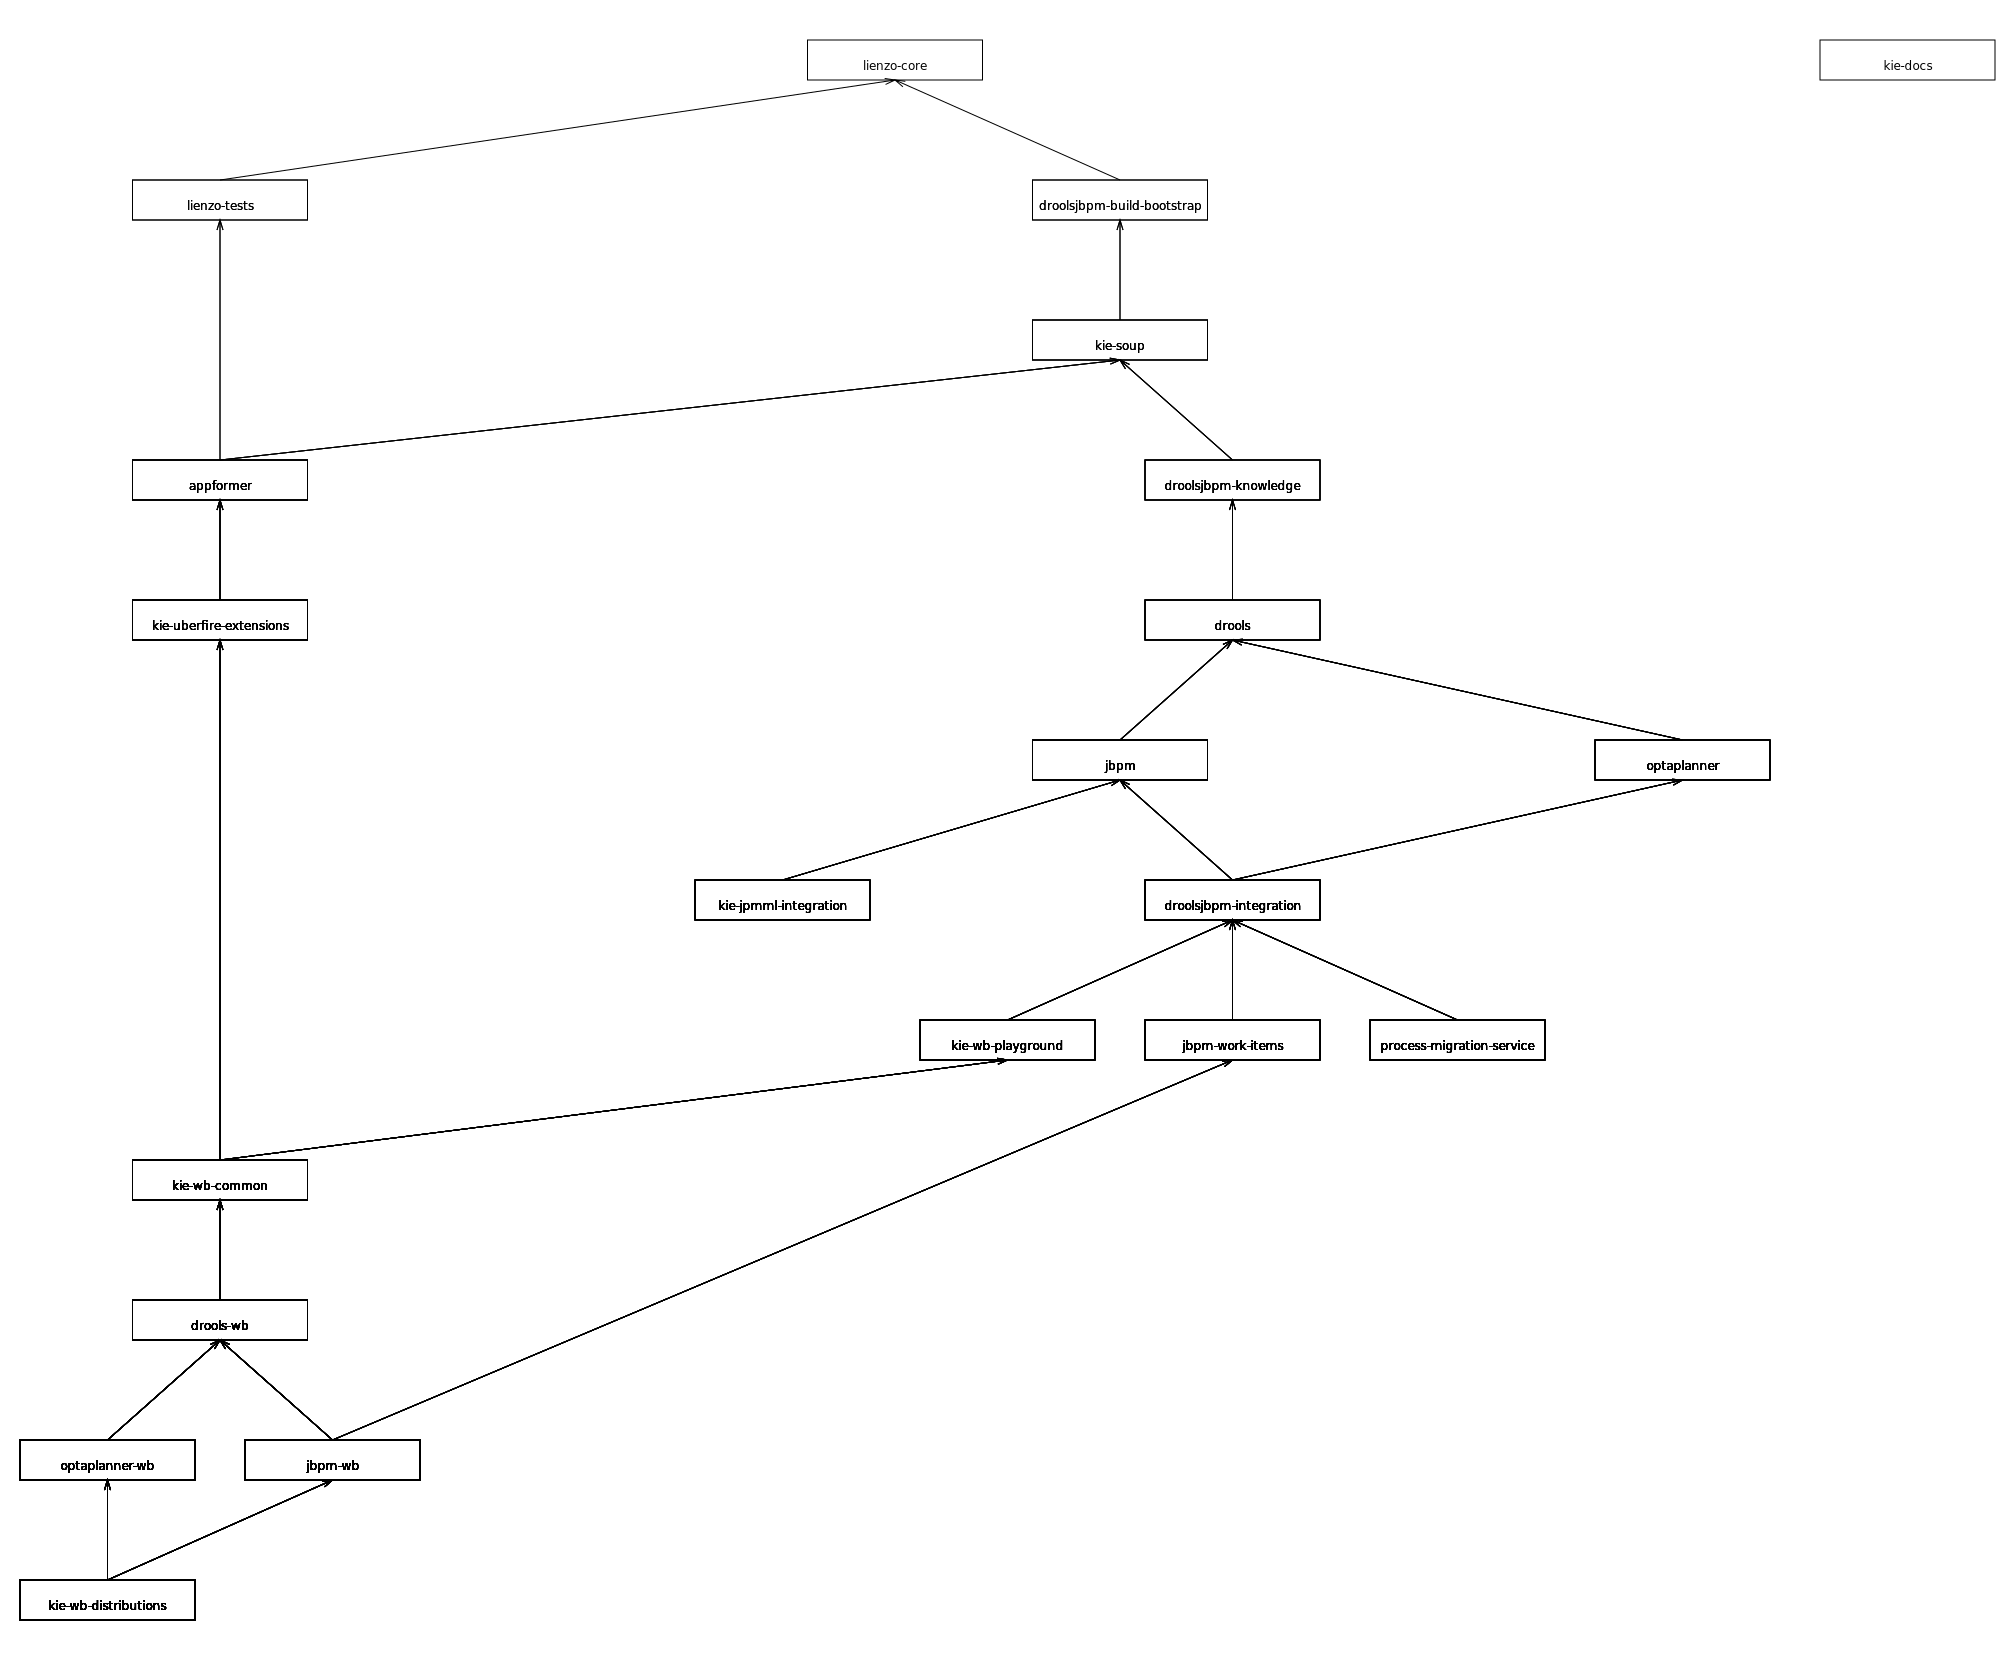 lienzo-core
kie-docs
lienzo-tests
droolsjbpm-build-bootstrap
kie-soup
appformer
droolsjbpm-knowledge
kie-uberfire-extensions
drools
jbpm
optaplanner
kie-jpmml-integration
droolsjbpm-integration
kie-wb-playground
jbpm-work-items
process-migration-service
kie-wb-common
drools-wb
optaplanner-wb
jbpm-wb
kie-wb-distributions